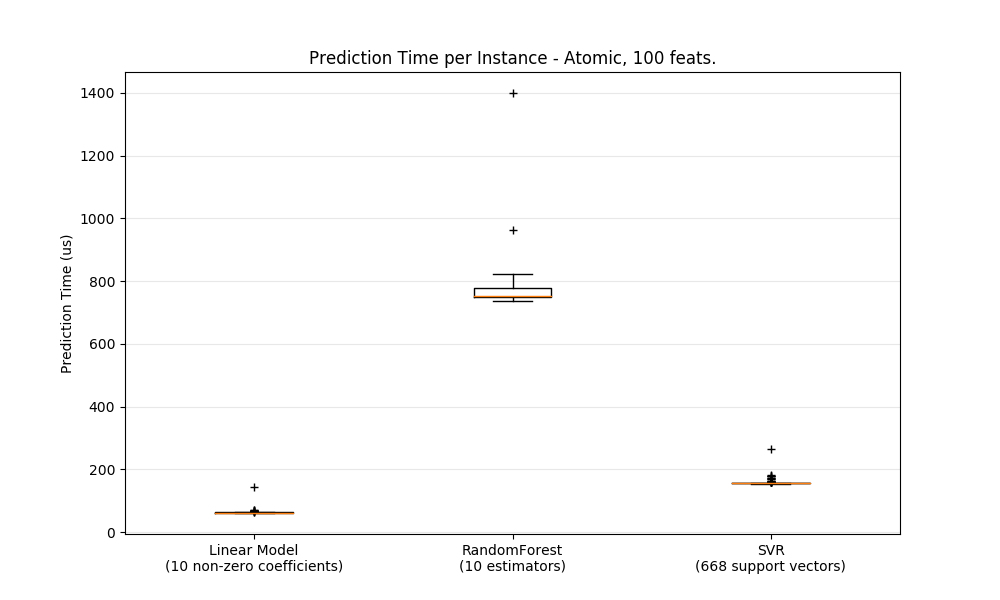 Prediction Time per Instance - Atomic, 100 feats.
Prediction Time (us)
1400
1200
1000
800
600
400
200
0
Linear Model
(10 non-zero coefficients)
RandomForest
(10 estimators)
SVR
(668 support vectors)